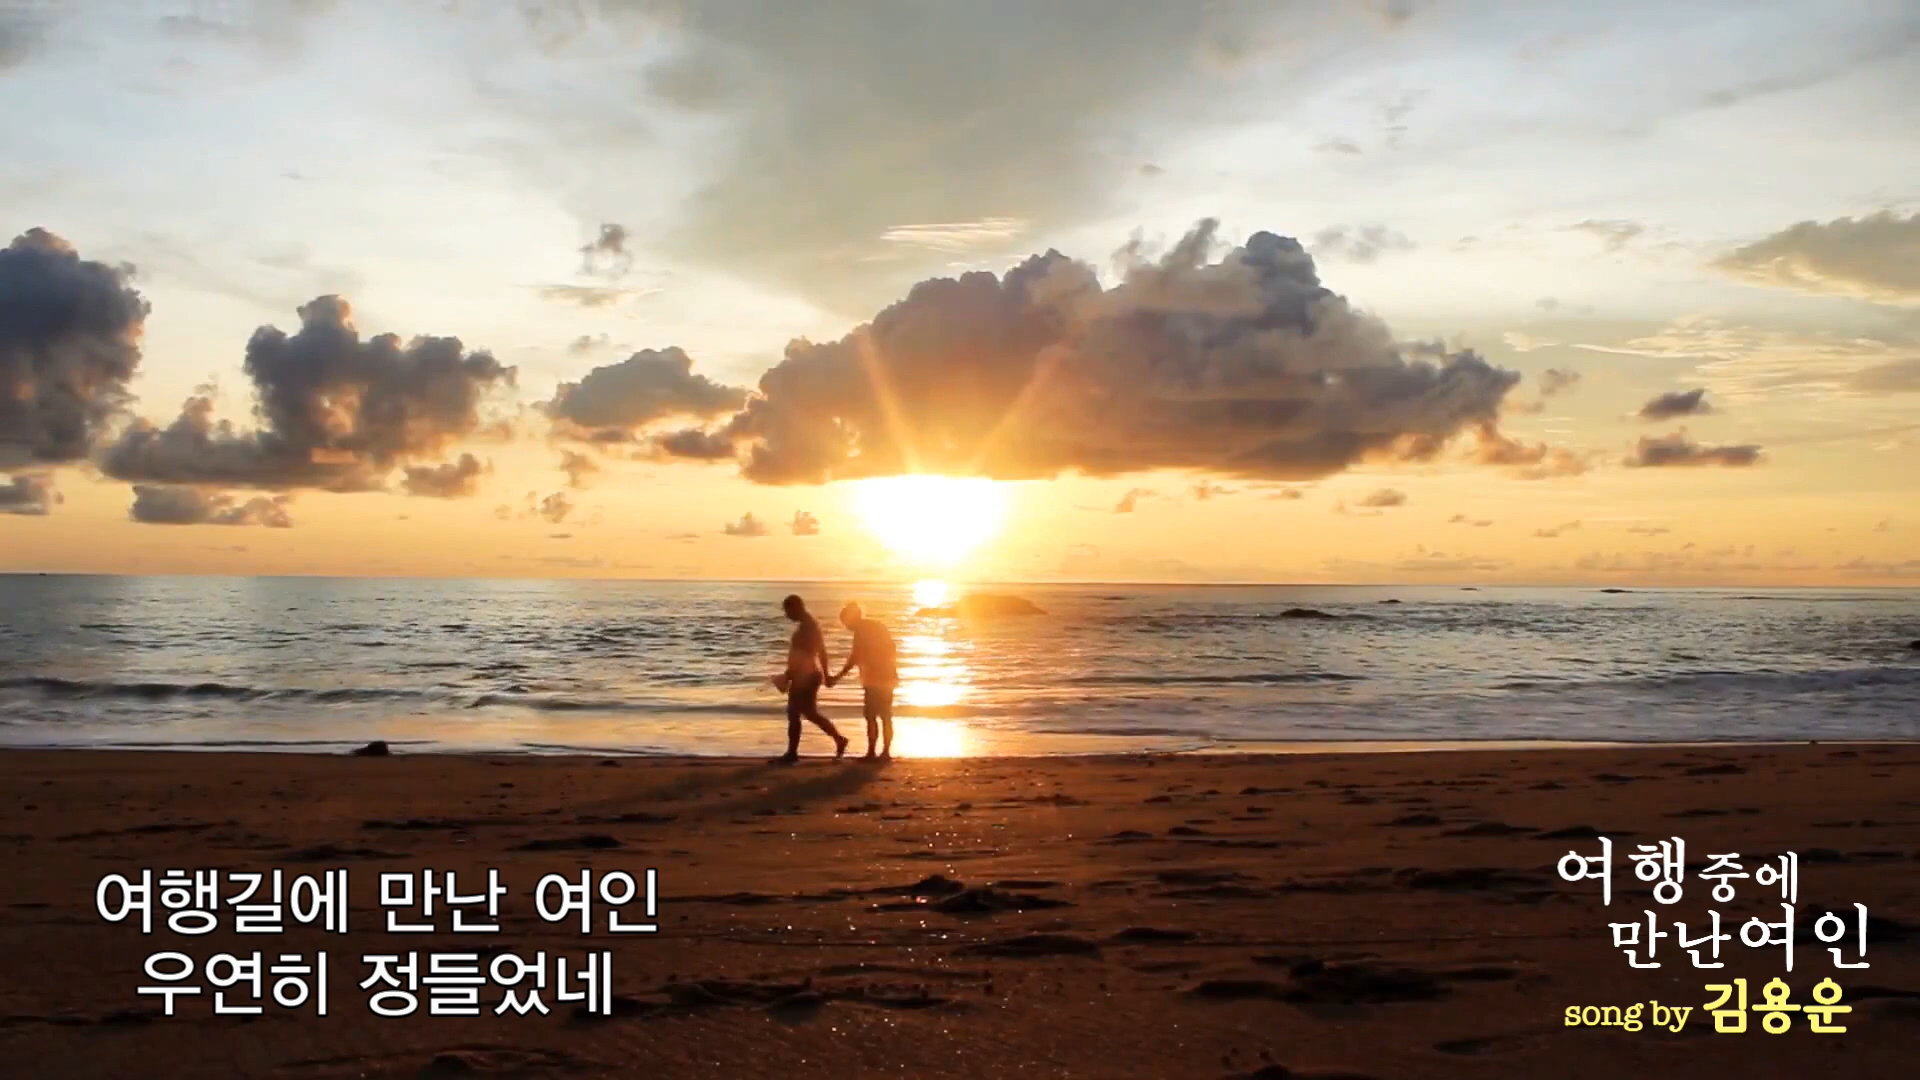 여행길에 만난 여인
우연히 정들었네
여행중에
만난여인
song by 김용운